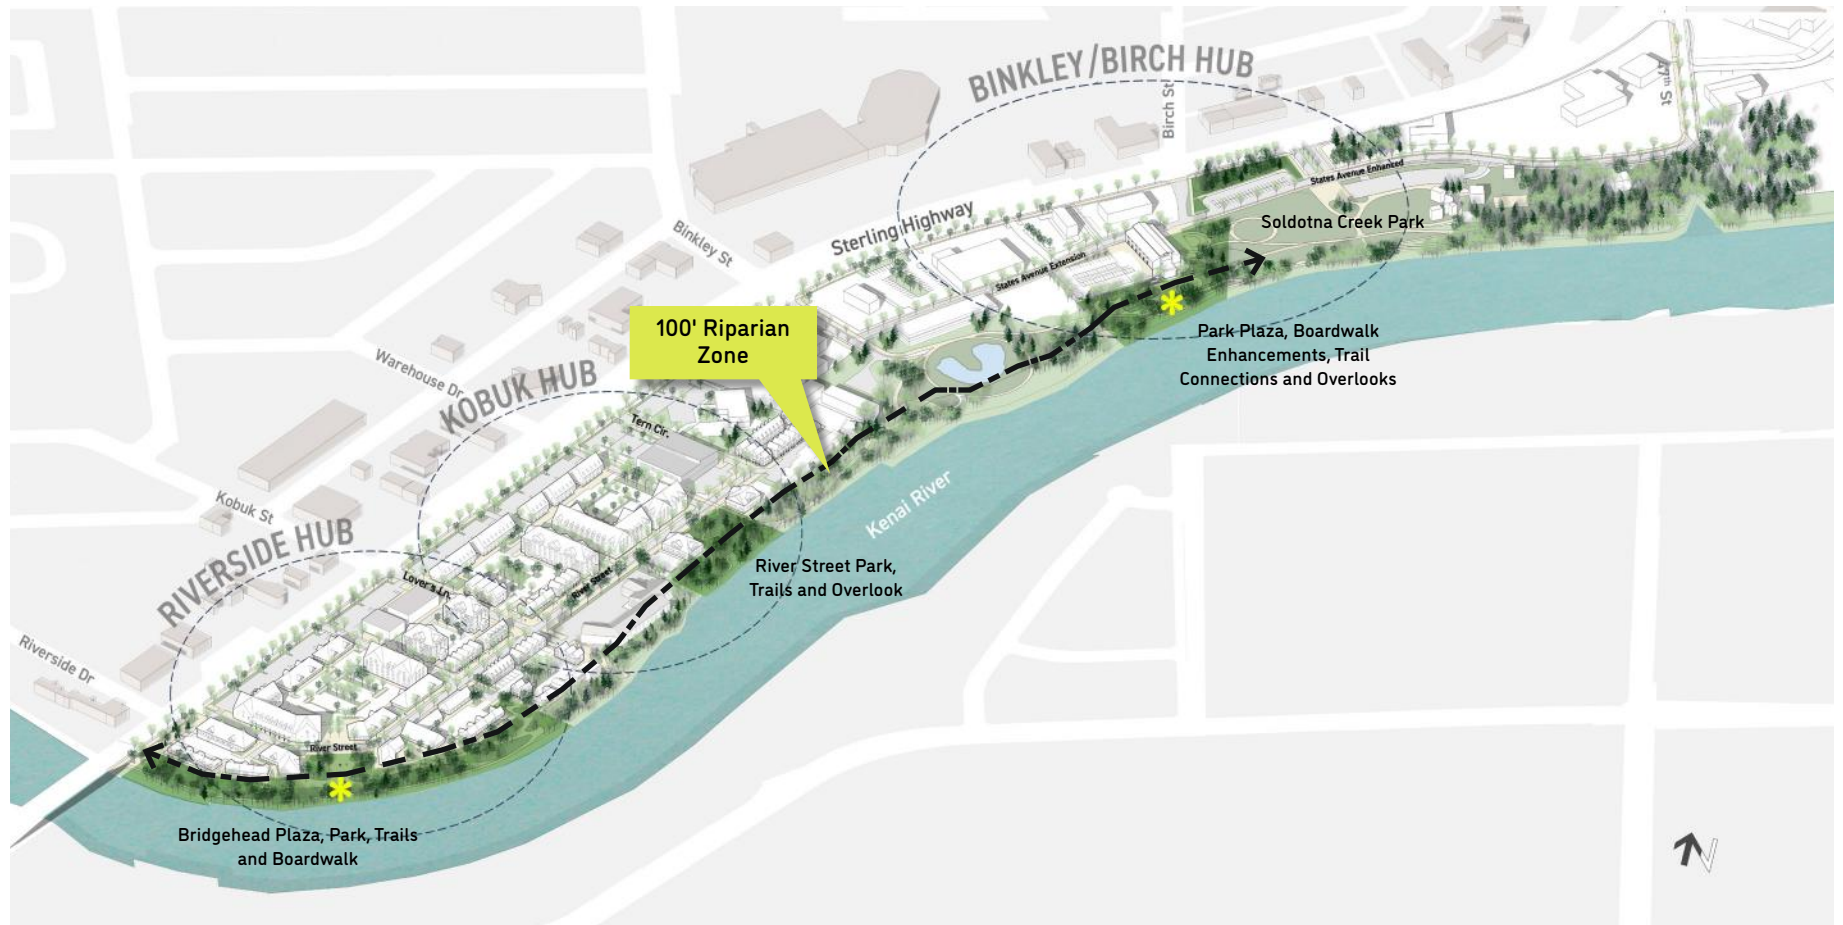 BINKLEY/BIRCH HUB
Birch St
47th St
States Avenue Enhanced
Sterling Highway
Soldotna Creek Park
Binkley St
States Avenue Extension
100' Riparian
Zone
Park Plaza, Boardwalk
Enhancements, Trail
Connections and Overlooks
Warehouse Dr
KOBUK HUB
Tern Cir.
Kobuk St
Kenai River
RIVERSIDE HUB
River Street Park,
Trails and Overlook
Lover's Ln.
River Street
Riverside Dr
River Street
Bridgehead Plaza, Park, Trails
and Boardwalk
N